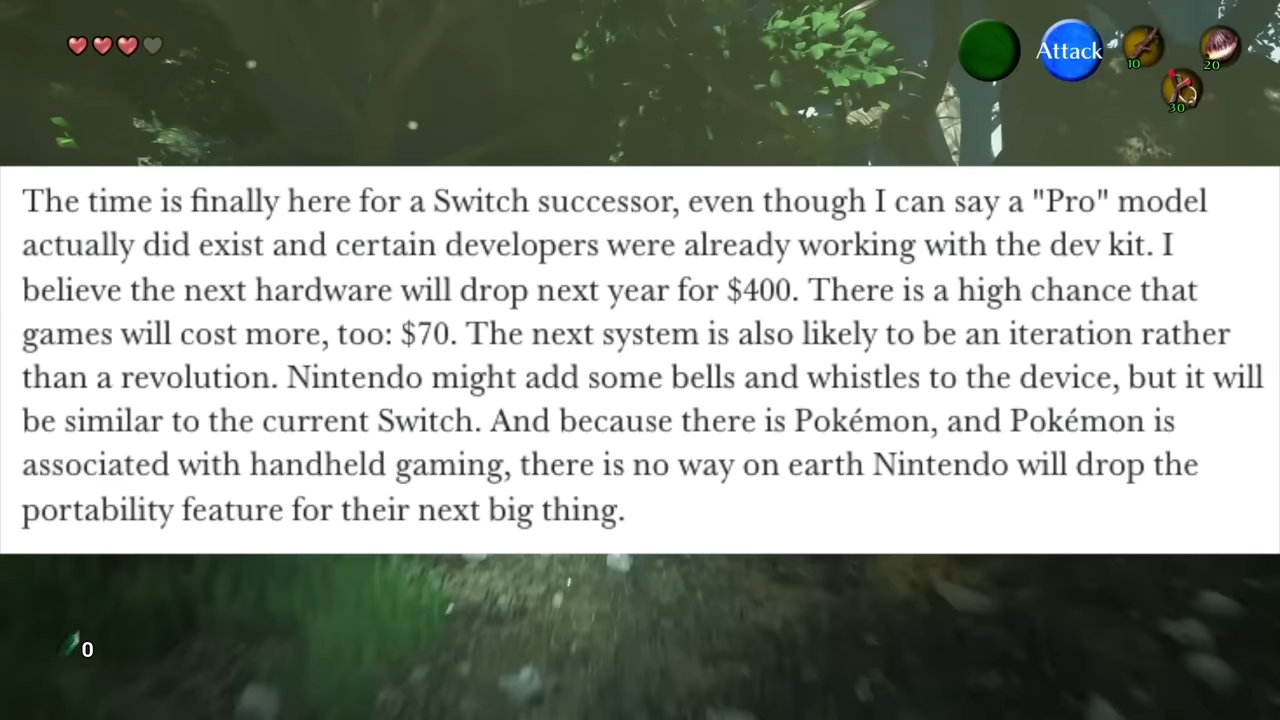 Attack
10
20
30
The time is finally here for a Switch successor, even though I can say a "Pro" model
actually did exist and certain developers were already working with the dev kit. I
believe the next hardware will drop next year for $400. There is a high chance that
games will cost more, too: $70. The next system is also likely to be an iteration rather
than a revolution. Nintendo might add some bells and whistles to the device, but it will
be similar to the current Switch. And because there is Pokémon, and Pokémon is
associated with handheld gaming, there is no way on earth Nintendo will drop the
portability feature for their next big thing.
0